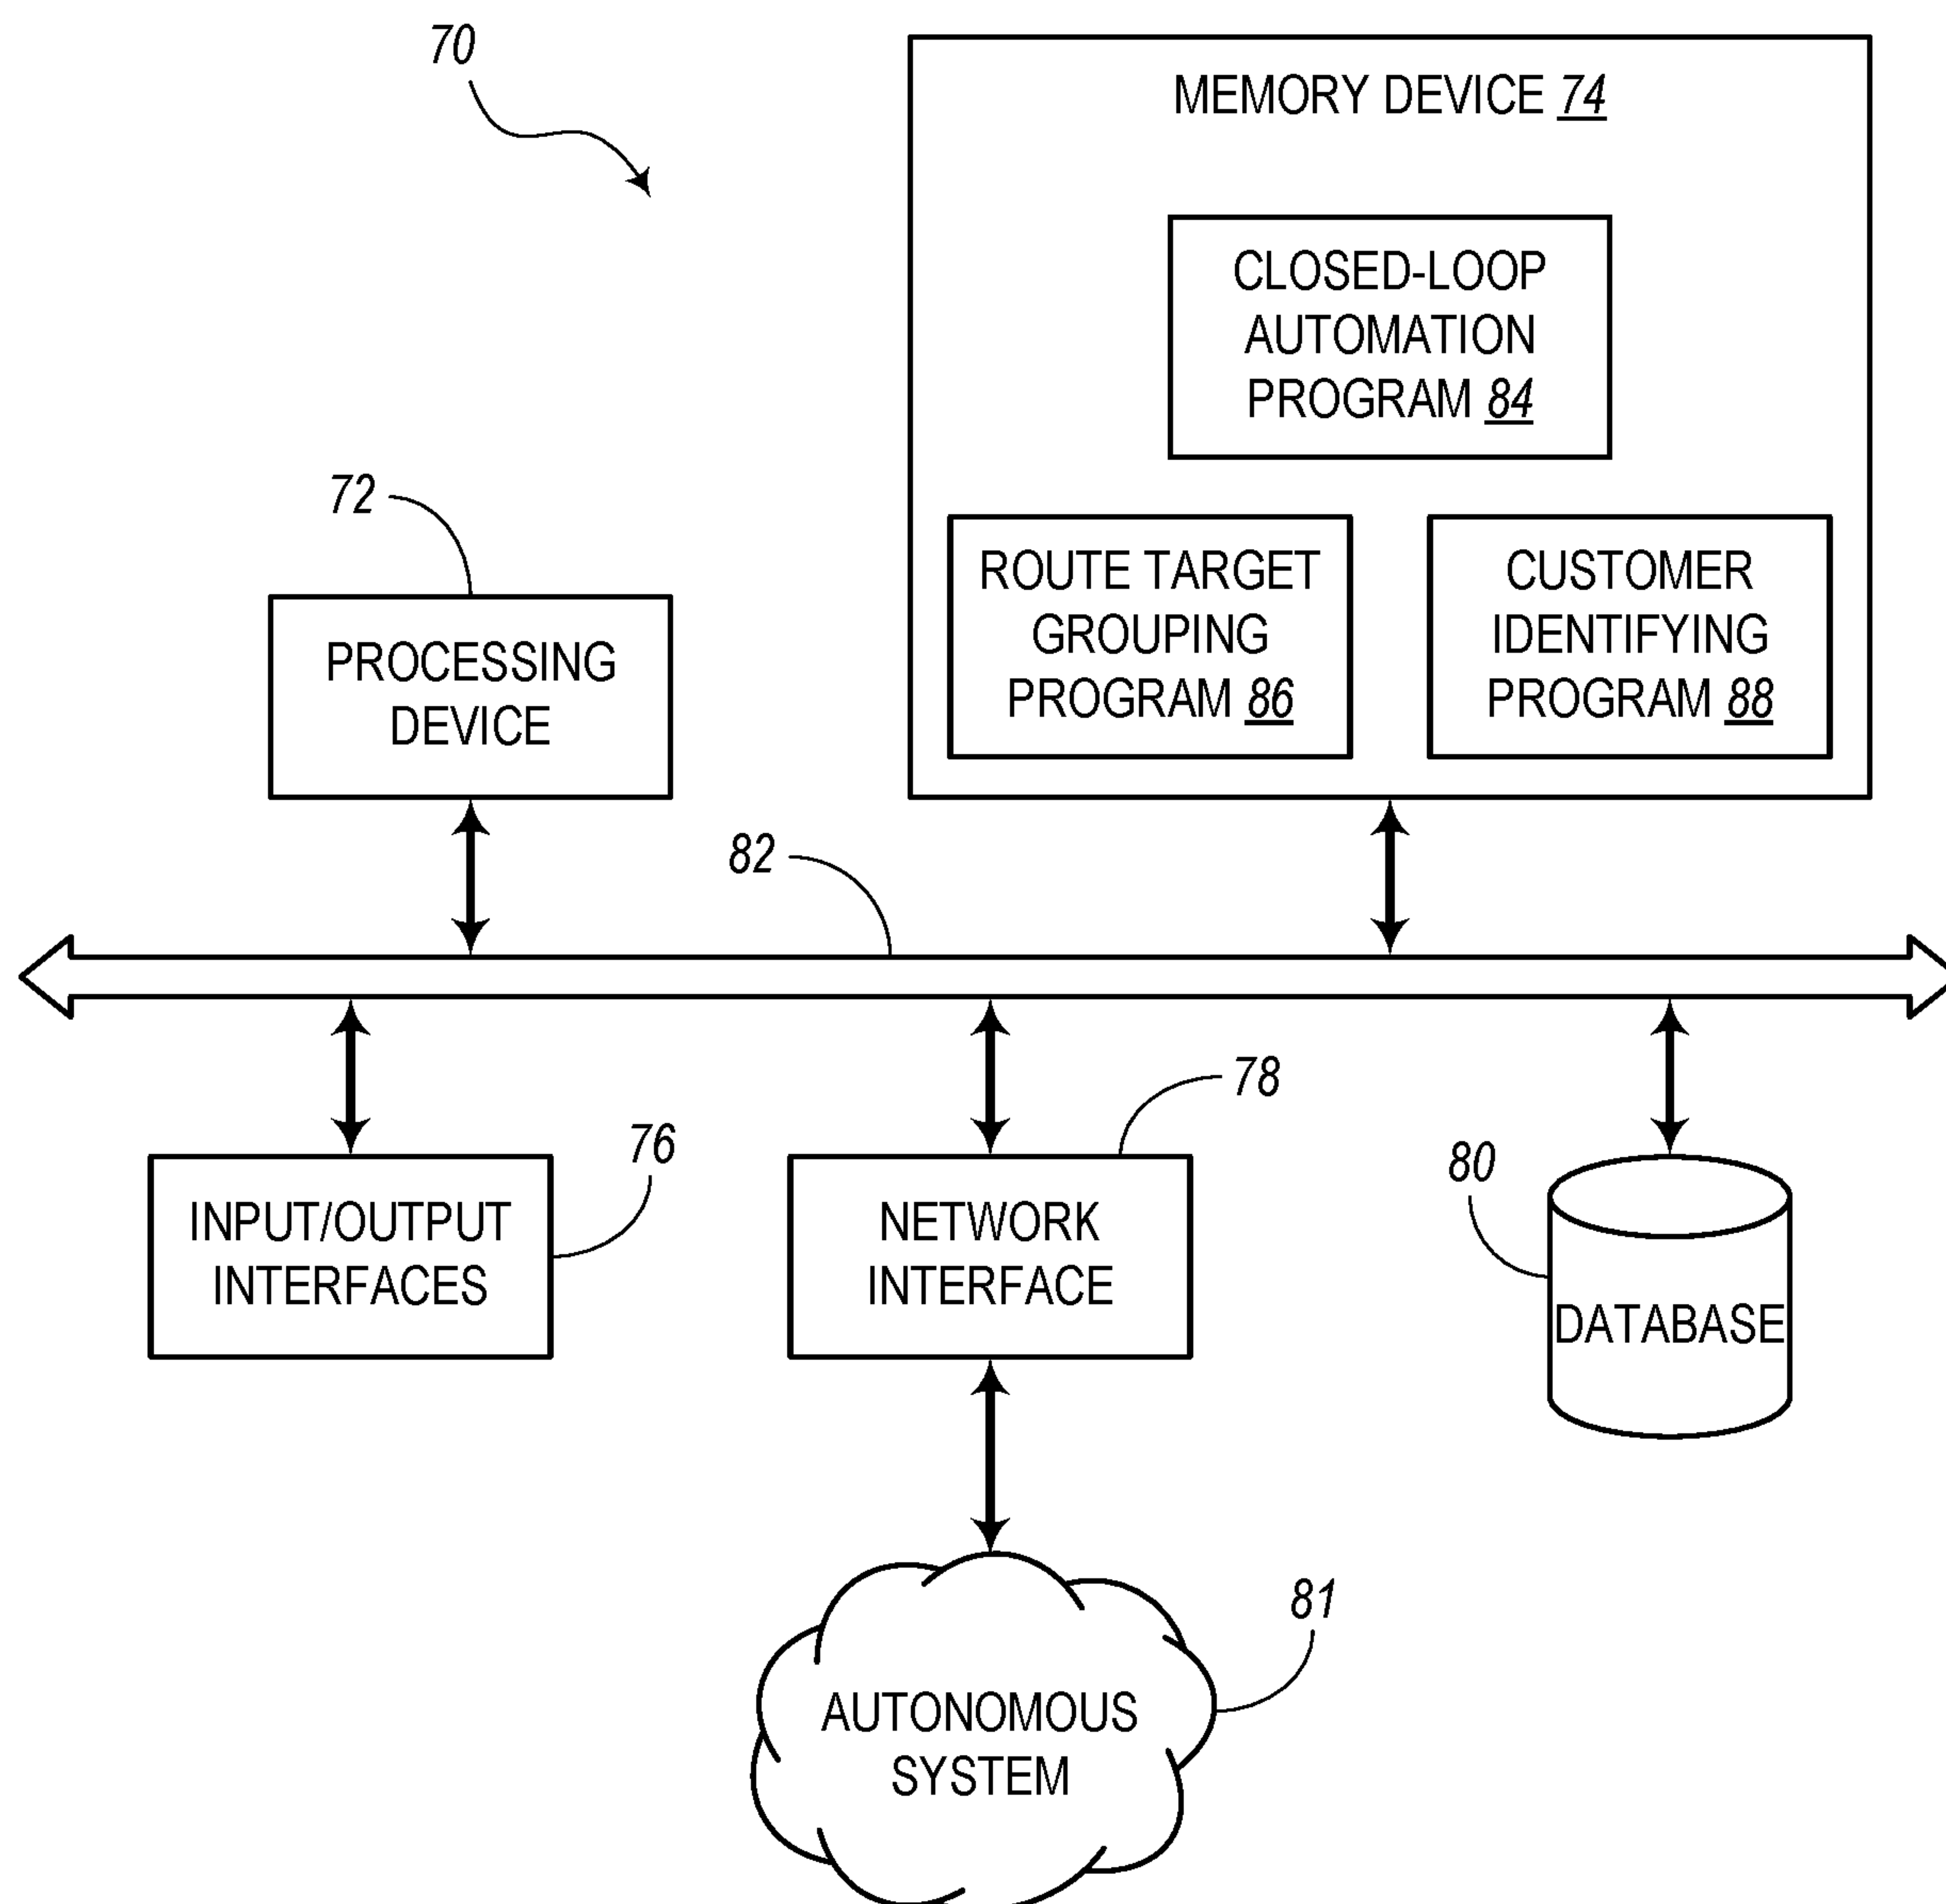 70
MEMORY DEVICE 74
CLOSED-LOOP
AUTOMATION
PROGRAM 84
72
ROUTE TARGET
GROUPING
PROGRAM 86
CUSTOMER
IDENTIFYING
PROGRAM 88
PROCESSING
DEVICE
82
78
76
80
INPUT/OUTPUT
INTERFACES
NETWORK
INTERFACE
DATABASE
81
AUTONOMOUS
SYSTEM